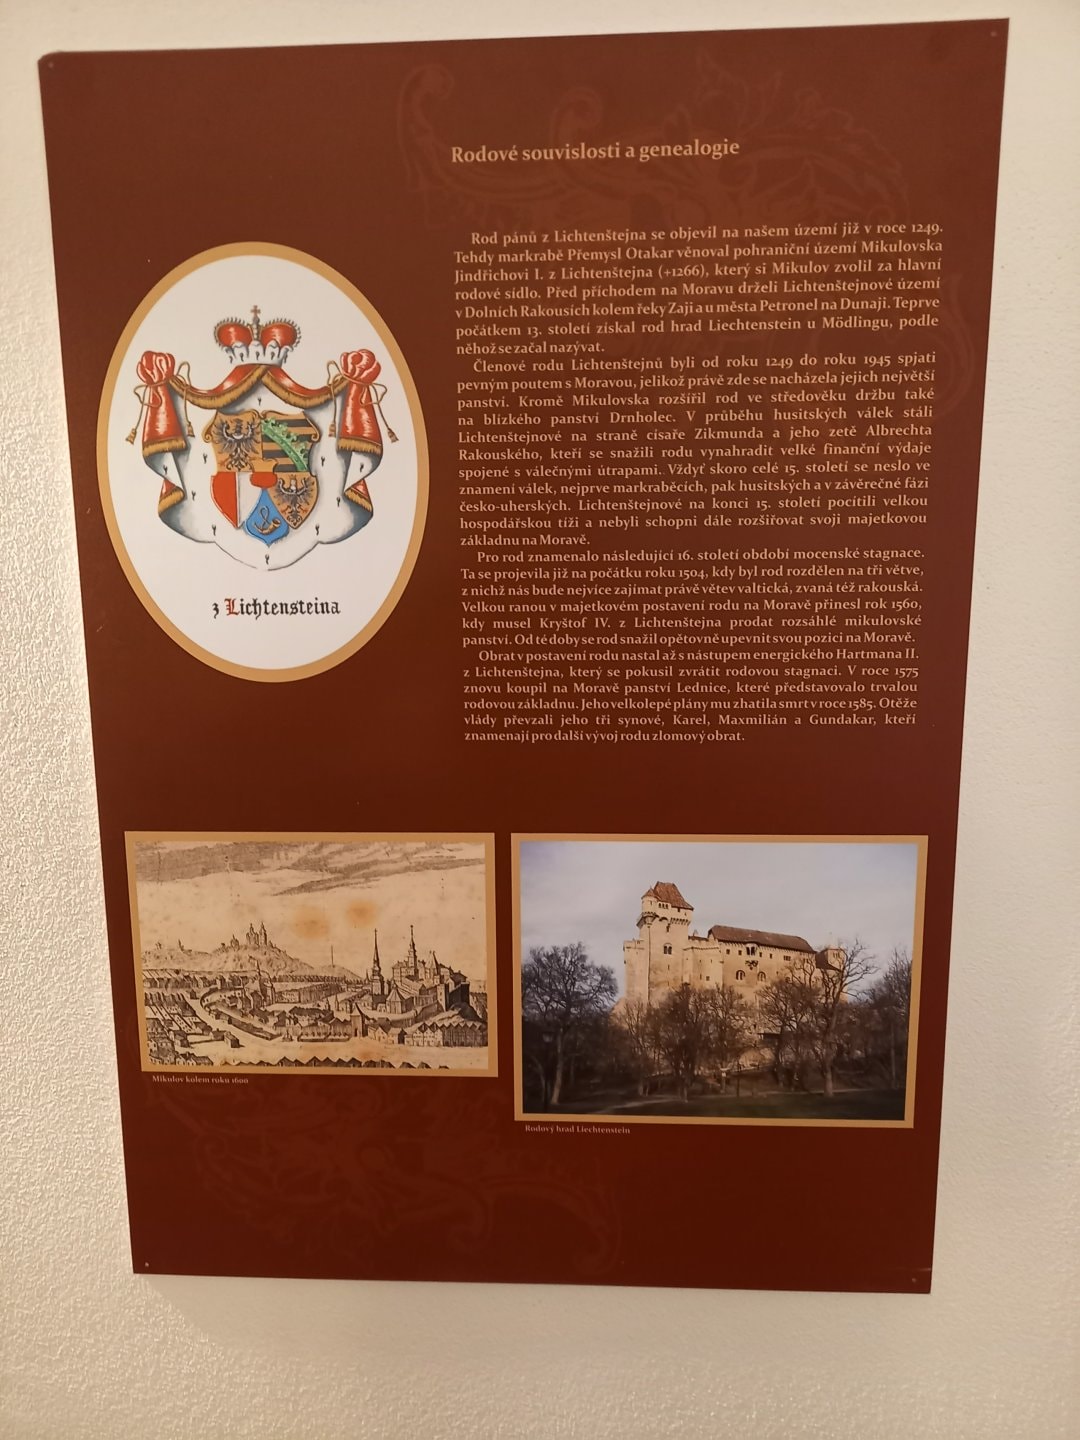 Rodové souvislosti a genealogie
Rod pánů z Lichtenštejna se objevil na našem území již v roce 1249.
Tehdy markrabě Přemysl Otakar věnoval pohraniční území Mikulovska
Jindřichovi I. z Lichtenštejna (+1266), který si Mikulov zvolil za hlavní
rodové sídlo. Před příchodem na Moravu drželi Lichtenštejnové území
v Dolních Rakousích kolem řeky Zaji a u města Petronel na Dunaji. Teprve
počátkem 13. století získal rod hrad Liechtenstein u Mödlingu, podle
něhož se začal nazývat.
Členové rodu Lichtenštejnů byli od roku 1249 do roku 1945 spjati
pevným poutem s Moravou, jelikož právě zde se nacházela jejich největší
panství. Kromě Mikulovska rozšířil rod ve středověku držbu také
na blízkého panství Drnholec. V průběhu husitských válek stáli
Lichtenštejnové na straně císaře Zikmunda a jeho zetě Albrechta
Rakouského, kteří se snažili rodu vynahradit velké finanční výdaje
spojené s válečnými útrapami. Vždyť skoro celé 15. století se neslo ve
znamení válek, nejprve markraběcích, pak husitských a v závěrečné fázi
česko-uherských. Lichtenštejnové na konci 15. století pocítili velkou
hospodářskou tíži a nebyli schopni dále rozšiřovat svoji majetkovou
základnu na Moravě.
Pro rod znamenalo následující 16. století období mocenské stagnace.
Ta se projevila již na počátku roku 1504, kdy byl rod rozdělen na tři větve,
z nichž nás bude nejvíce zajímat právě větev valtická, zvaná též rakouská.
Velkou ranou v majetkovém postavení rodu na Moravě přinesl rok 1560,
kdy musel Kryštof IV. z Lichtenštejna prodat rozsáhlé mikulovské
panství. Od té doby se rod snažil opětovně upevnit svou pozici na Moravě.
Obrat v postavení rodu nastal až s nástupem energického Hartmana II.
z Lichtenštejna, který se pokusil zvrátit rodovou stagnaci. V roce 1575
znovu koupil na Moravě panství Lednice, které představovalo trvalou
rodovou základnu. Jeho velkolepé plány mu zhatila smrt v roce 1585. Otěže
vlády převzali jeho tři synové, Karel, Maxmilián a Gundakar, kteří
znamenají pro další vývoj rodu zlomový obrat.
z Lichtensteina
Mikulov kolem roku 1600
Rodový hrad Liechtenstein